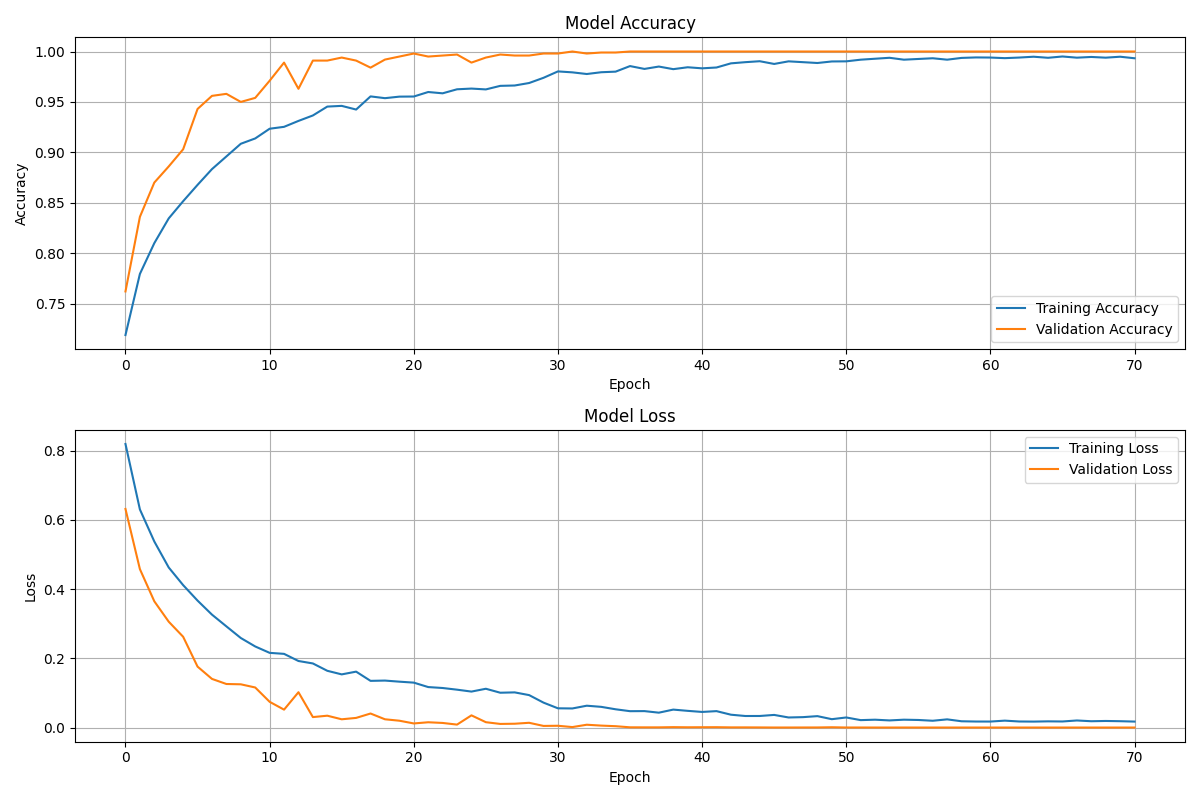 Model Accuracy
1.00
0.95
0.90
0.85
0.80
0.75
Accuracy
Training Accuracy
Validation Accuracy
0 10 20 30 40 50 60 70
Epoch
Model Loss
0.8
0.6
0.4
0.2
0.0
Loss
Training Loss
Validation Loss
0 10 20 30 40 50 60 70
Epoch